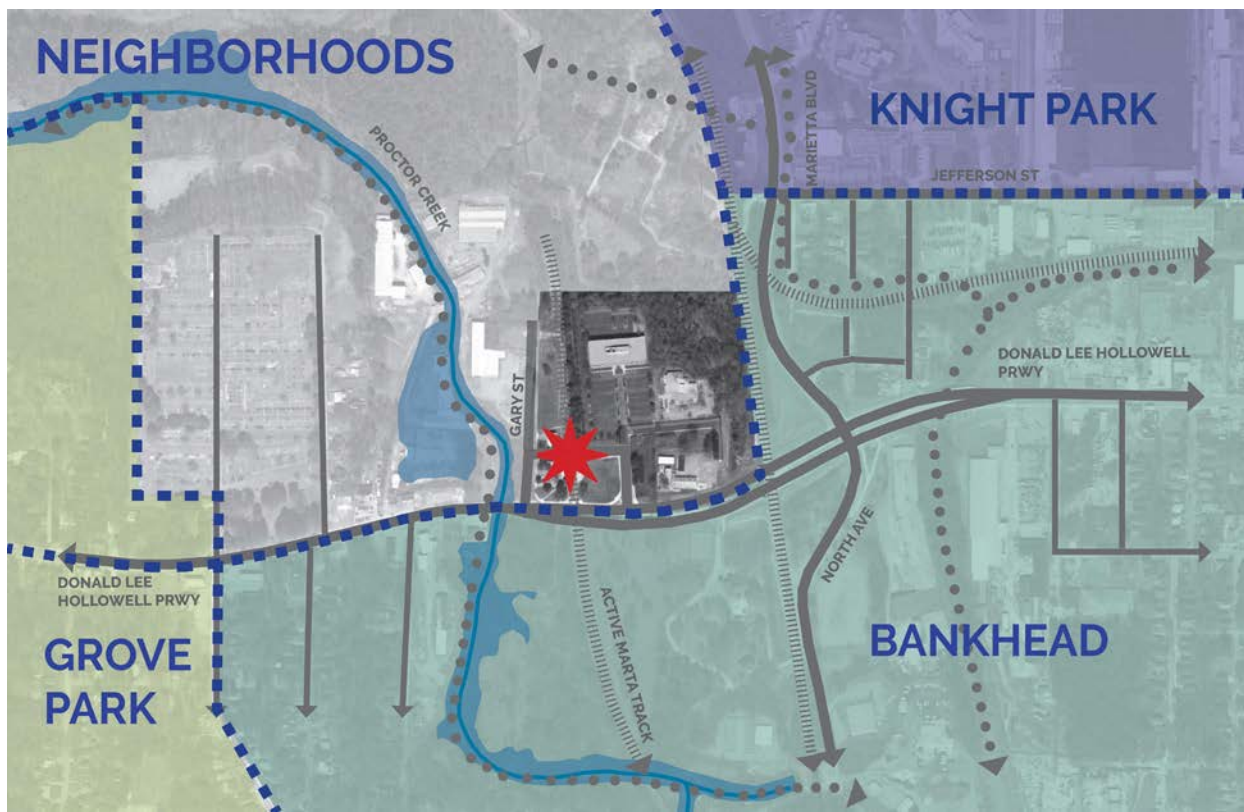 NEIGHBORHOODS
KNIGHT PARK
MARIETTA BLVD
JEFFERSON ST
PROCTOR CREEK
GARY ST
DONALD LEE HOLLOWELL
PRWY
NORTH AVE
ACTIVE MARTA TRACK
DONALD LEE
HOLLOWELL PRWY
GROVE
PARK
BANKHEAD